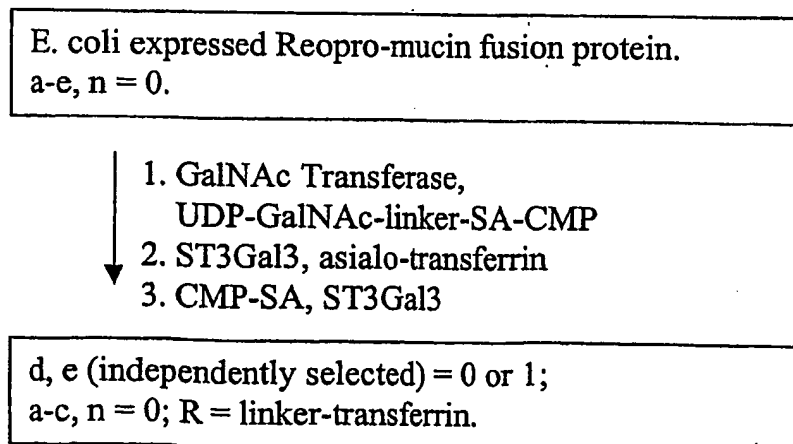 E. coli expressed Reopro-mucin fusion protein.
a-e, n = 0.
1. GalNAc Transferase,
UDP-GalNAc-linker-SA-CMP
2. ST3Gal3, asialo-transferrin
3. CMP-SA, ST3Gal3
d, e (independently selected) = 0 or 1;
a-c, n = 0; R = linker-transferrin.